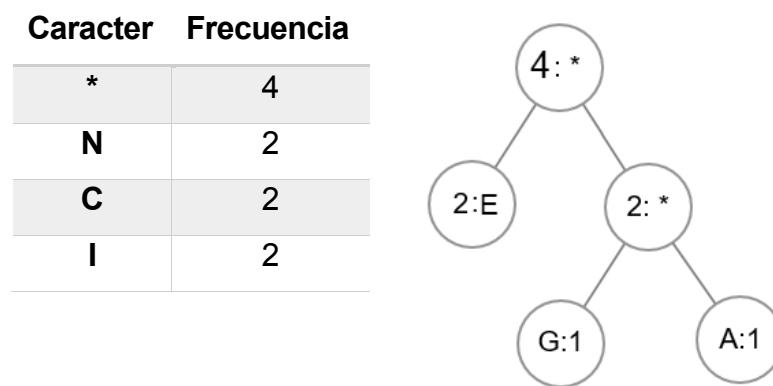 Caracter Frecuencia
* 4
N 2
C 2
I 2
4: *
2:E
2: *
G:1
A:1